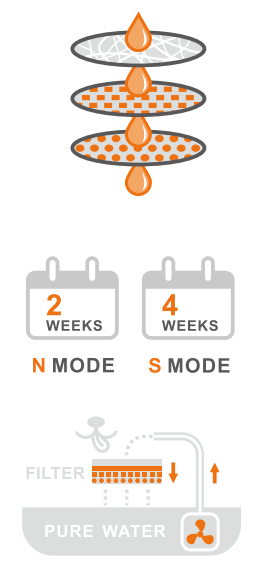 2
WEEKS
4
WEEKS
N MODE
S MODE
FILTER
PURE WATER